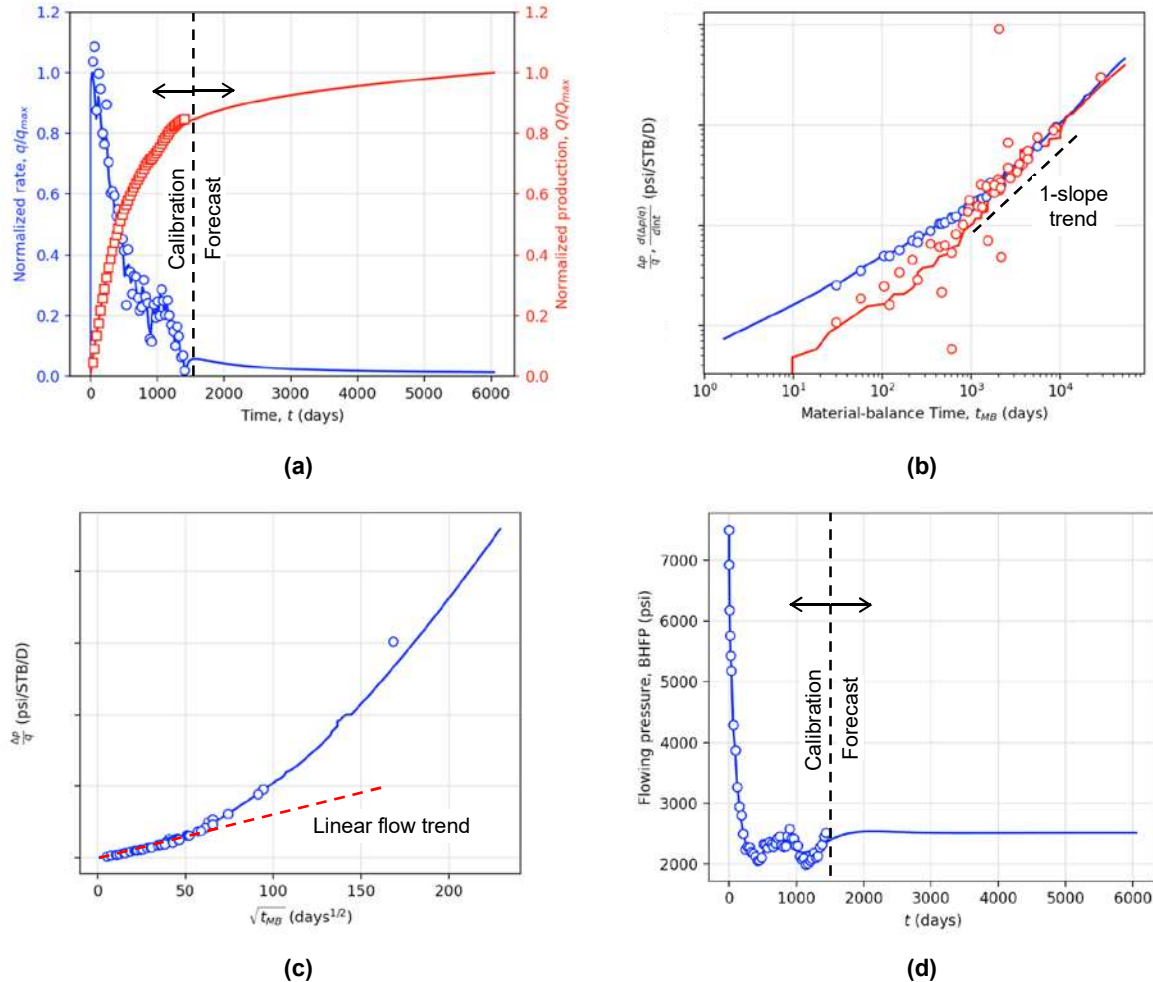 1.2
1.0
0.8
0.6
0.4
0.2
0.0
Normalized rate, q/q_max
0 1000 2000 3000 4000 5000 6000
Time, t (days)
1.2
1.0
0.8
0.6
0.4
0.2
0.0
Normalized production, Q/Q_max
Calibration
Forecast
(a)
Δp/q, d(Δp/q)/dlnt (psi/STB/D)
10^0 10^1 10^2 10^3 10^4
Material-balance Time, t_MB (days)
1-slope
trend
(b)
Δp/q (psi/STB/D)
0 50 100 150 200
√t_MB (days^1/2)
Linear flow trend
(c)
7000
6000
5000
4000
3000
2000
Flowing pressure, BHFP (psi)
0 1000 2000 3000 4000 5000 6000
t (days)
Calibration
Forecast
(d)